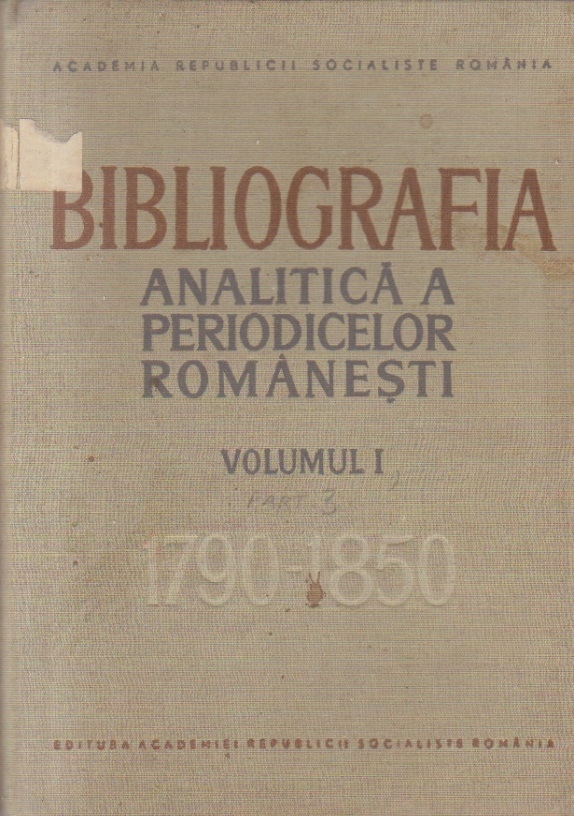 ACADEMIA REPUBLICII SOCIALISTE ROMÂNIA
BIBLIOGRAFIA
ANALITICĂ A
PERIODICELOR
ROMÂNEȘTI
VOLUMUL I
PART 3
1790-1850
EDITURA ACADEMIEI REPUBLICII SOCIALISTE ROMÂNIA